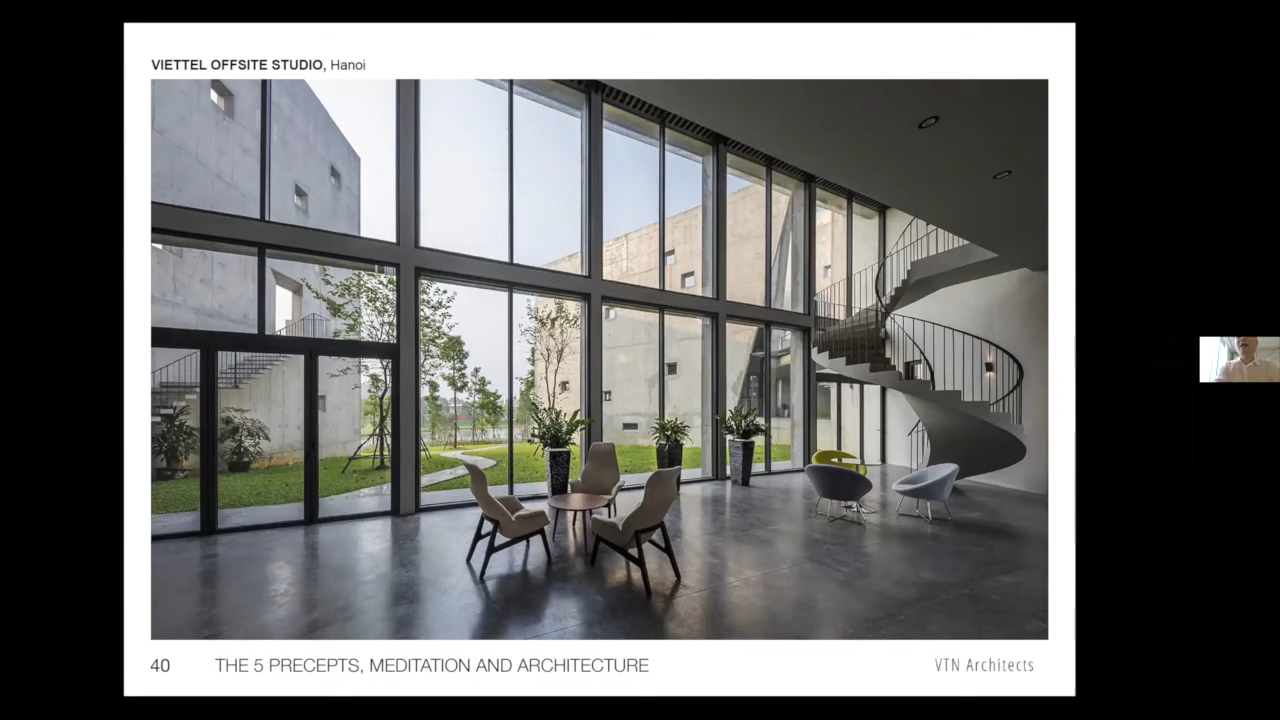 VIETTEL OFFSITE STUDIO, Hanoi
40 THE 5 PRECEPTS, MEDITATION AND ARCHITECTURE VTN Architects